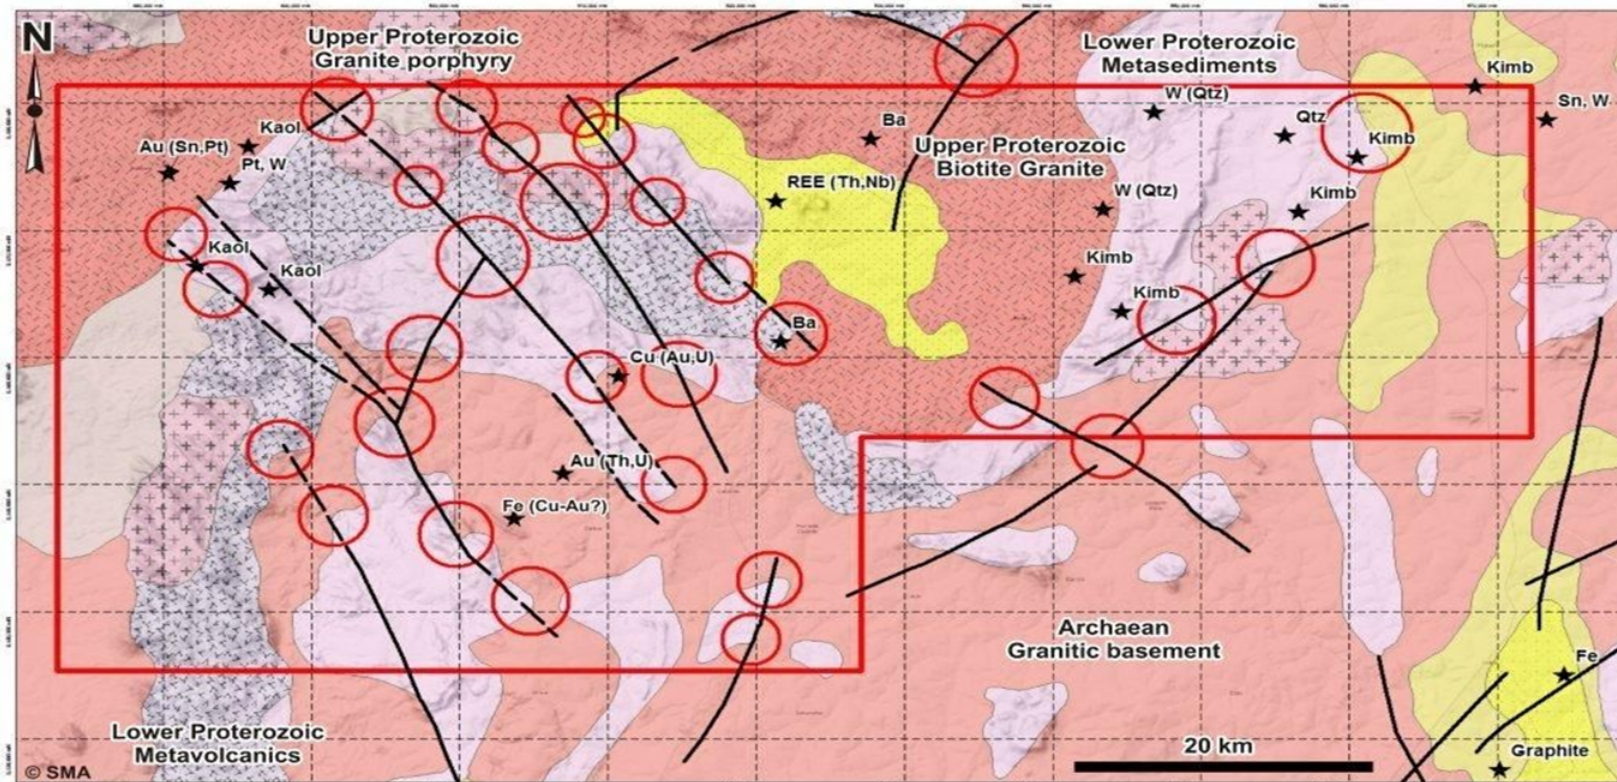 N
Upper Proterozoic
Granite porphyry
Lower Proterozoic
Metasediments
Kimb
Sn, W
W (Qtz)
Qtz
Kimb
Kaol
Au (Sn,Pt)
Pt, W
Ba
Upper Proterozoic
Biotite Granite
REE (Th,Nb)
W (Qtz)
Kimb
Kaol
Kaol
Kimb
Kimb
Ba
Cu (Au,U)
Au (Th,U)
Fe (Cu-Au?)
Archaean
Granitic basement
Fe
Lower Proterozoic
Metavolcanics
20 km
Graphite
© SMA